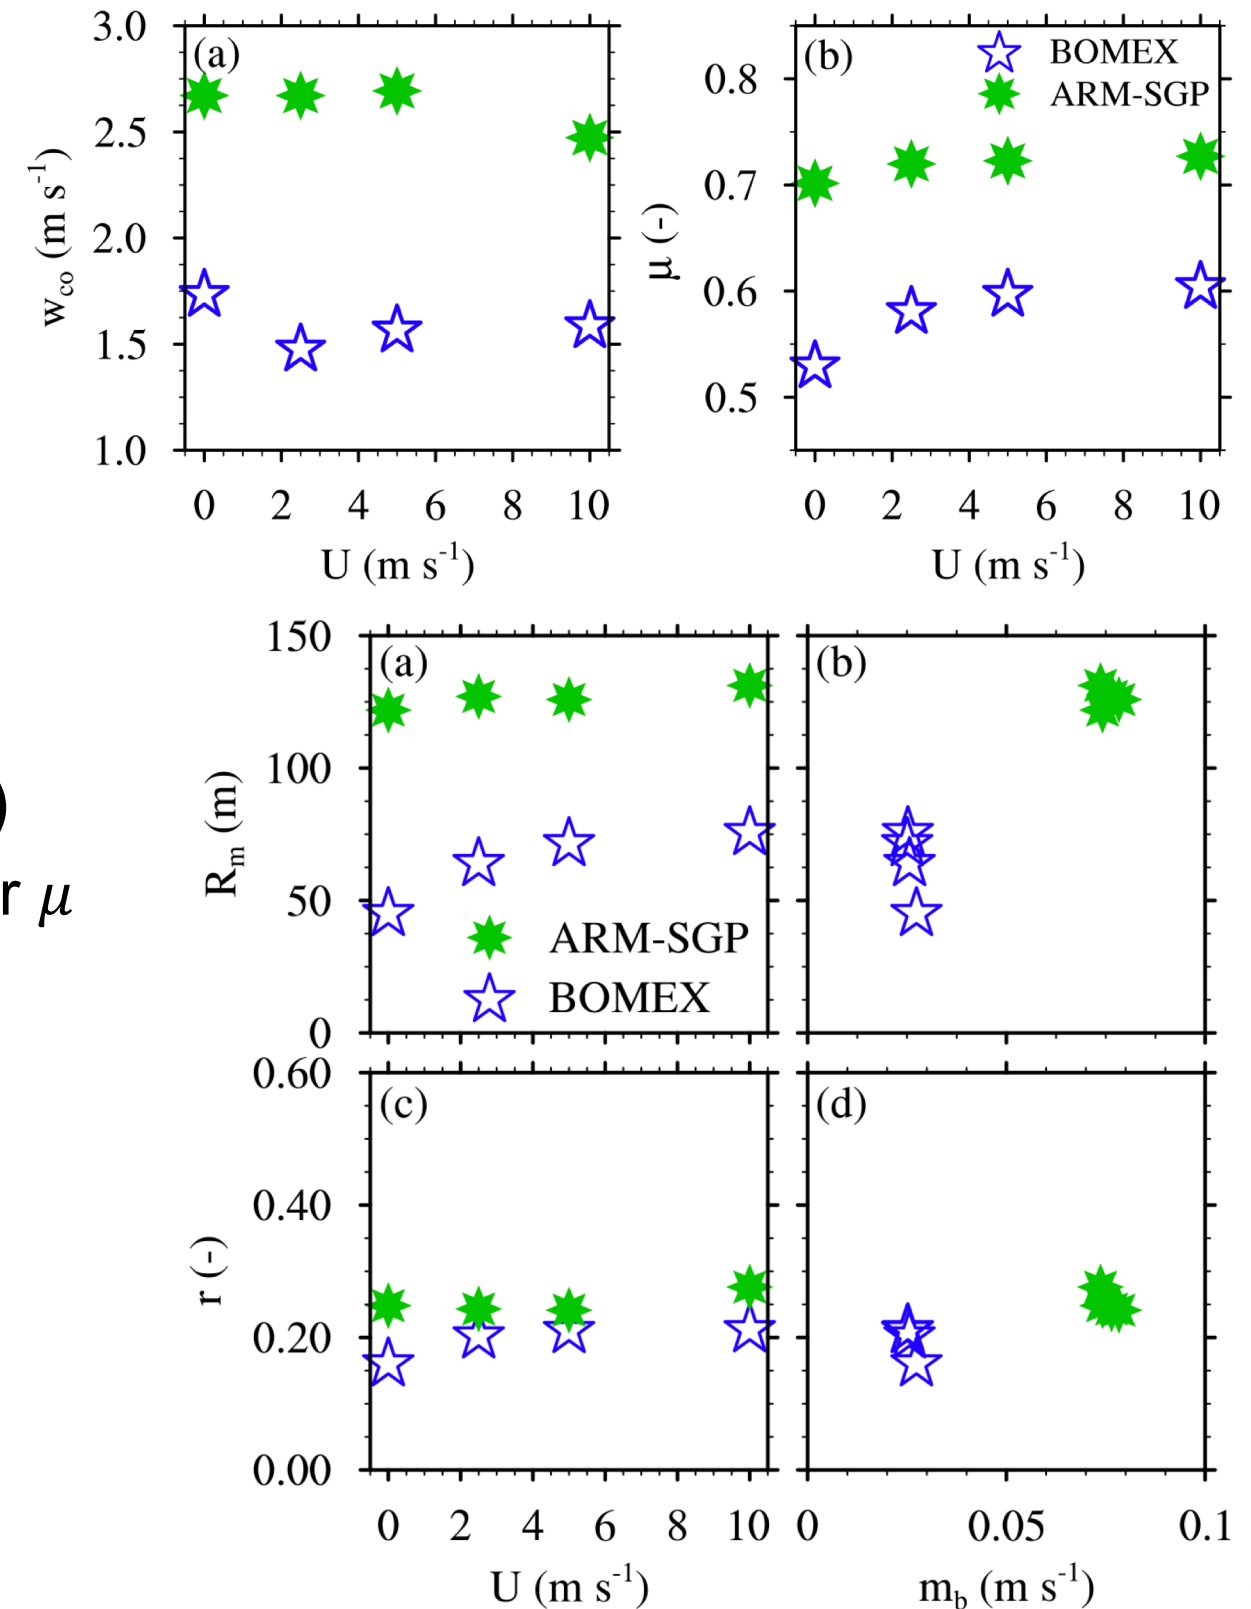 (a)
3.0
2.5
2.0
1.5
1.0
w_co (m s^-1)
0 2 4 6 8 10
U (m s^-1)
(b)
BOMEX
ARM-SGP
0.8
0.7
0.6
0.5
μ (-)
0 2 4 6 8 10
U (m s^-1)
)
r μ
(a)
150
100
50
0
R_m (m)
ARM-SGP
BOMEX
(b)
(c)
0.60
0.40
0.20
0.00
r (-)
0 2 4 6 8 10
U (m s^-1)
(d)
0 0.05 0.1
m_b (m s^-1)